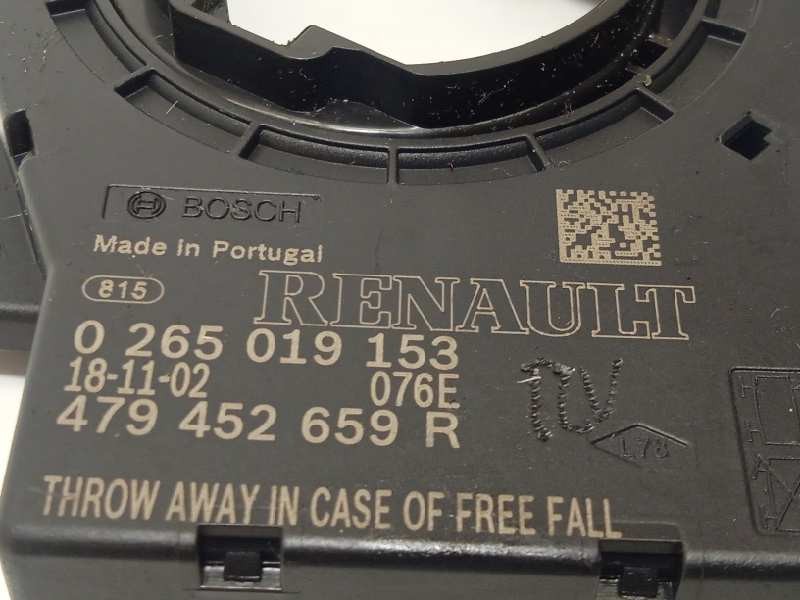 BOSCH
Made in Portugal
815
RENAULT
0 265 019 153
18-11-02 076E
479 452 659 R
L78
THROW AWAY IN CASE OF FREE FALL